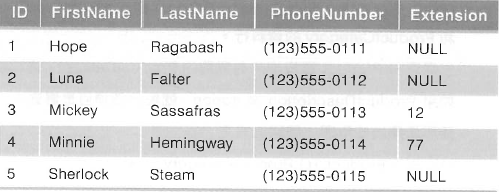 ID FirstName LastName PhoneNumber Extension
1 Hope Ragabash (123)555-0111 NULL
2 Luna Falter (123)555-0112 NULL
3 Mickey Sassafras (123)555-0113 12
4 Minnie Hemingway (123)555-0114 77
5 Sherlock Steam (123)555-0115 NULL